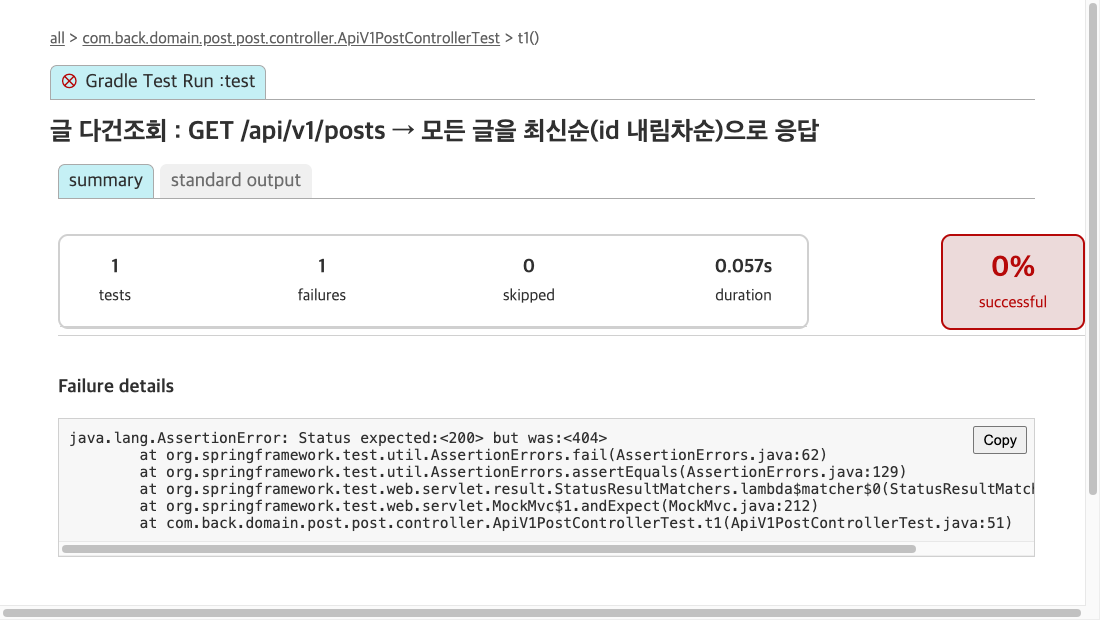 all > com.back.domain.post.post.controller.ApiV1PostControllerTest > t1()
Gradle Test Run :test
글 다건조회 : GET /api/v1/posts → 모든 글을 최신순(id 내림차순)으로 응답
summary standard output
1 1 0 0.057s 0%
tests failures skipped duration successful
Failure details
java.lang.AssertionError: Status expected:<200> but was:<404>
Copy
at org.springframework.test.util.AssertionErrors.fail(AssertionErrors.java:62)
at org.springframework.test.util.AssertionErrors.assertEquals(AssertionErrors.java:129)
at org.springframework.test.web.servlet.result.StatusResultMatchers.lambda$matcher$0(StatusResultMatch
at org.springframework.test.web.servlet.MockMvc$1.andExpect(MockMvc.java:212)
at com.back.domain.post.post.controller.ApiV1PostControllerTest.t1(ApiV1PostControllerTest.java:51)